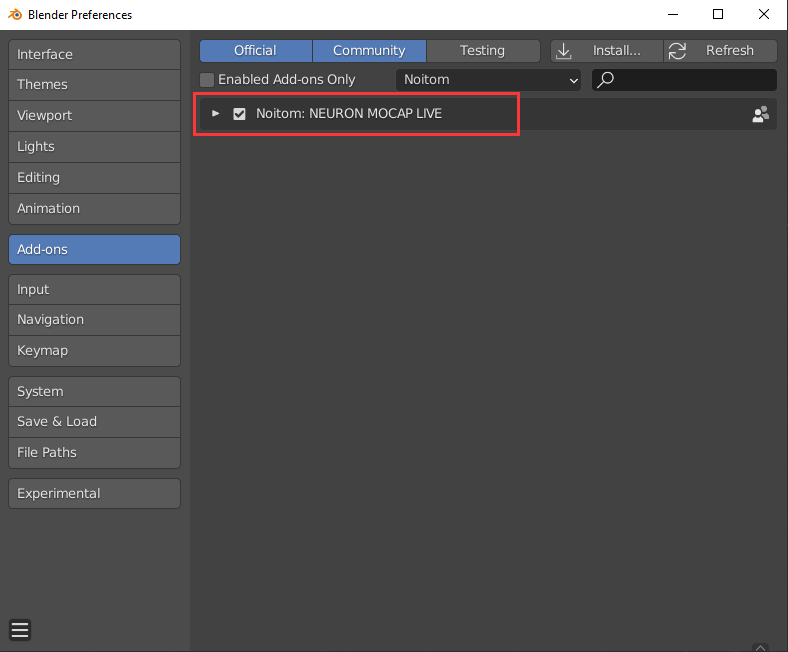 Blender Preferences
Interface
Themes
Viewport
Lights
Editing
Animation
Add-ons
Input
Navigation
Keymap
System
Save & Load
File Paths
Experimental
Official Community Testing Install... Refresh
Enabled Add-ons Only Noitom
Noitom: NEURON MOCAP LIVE